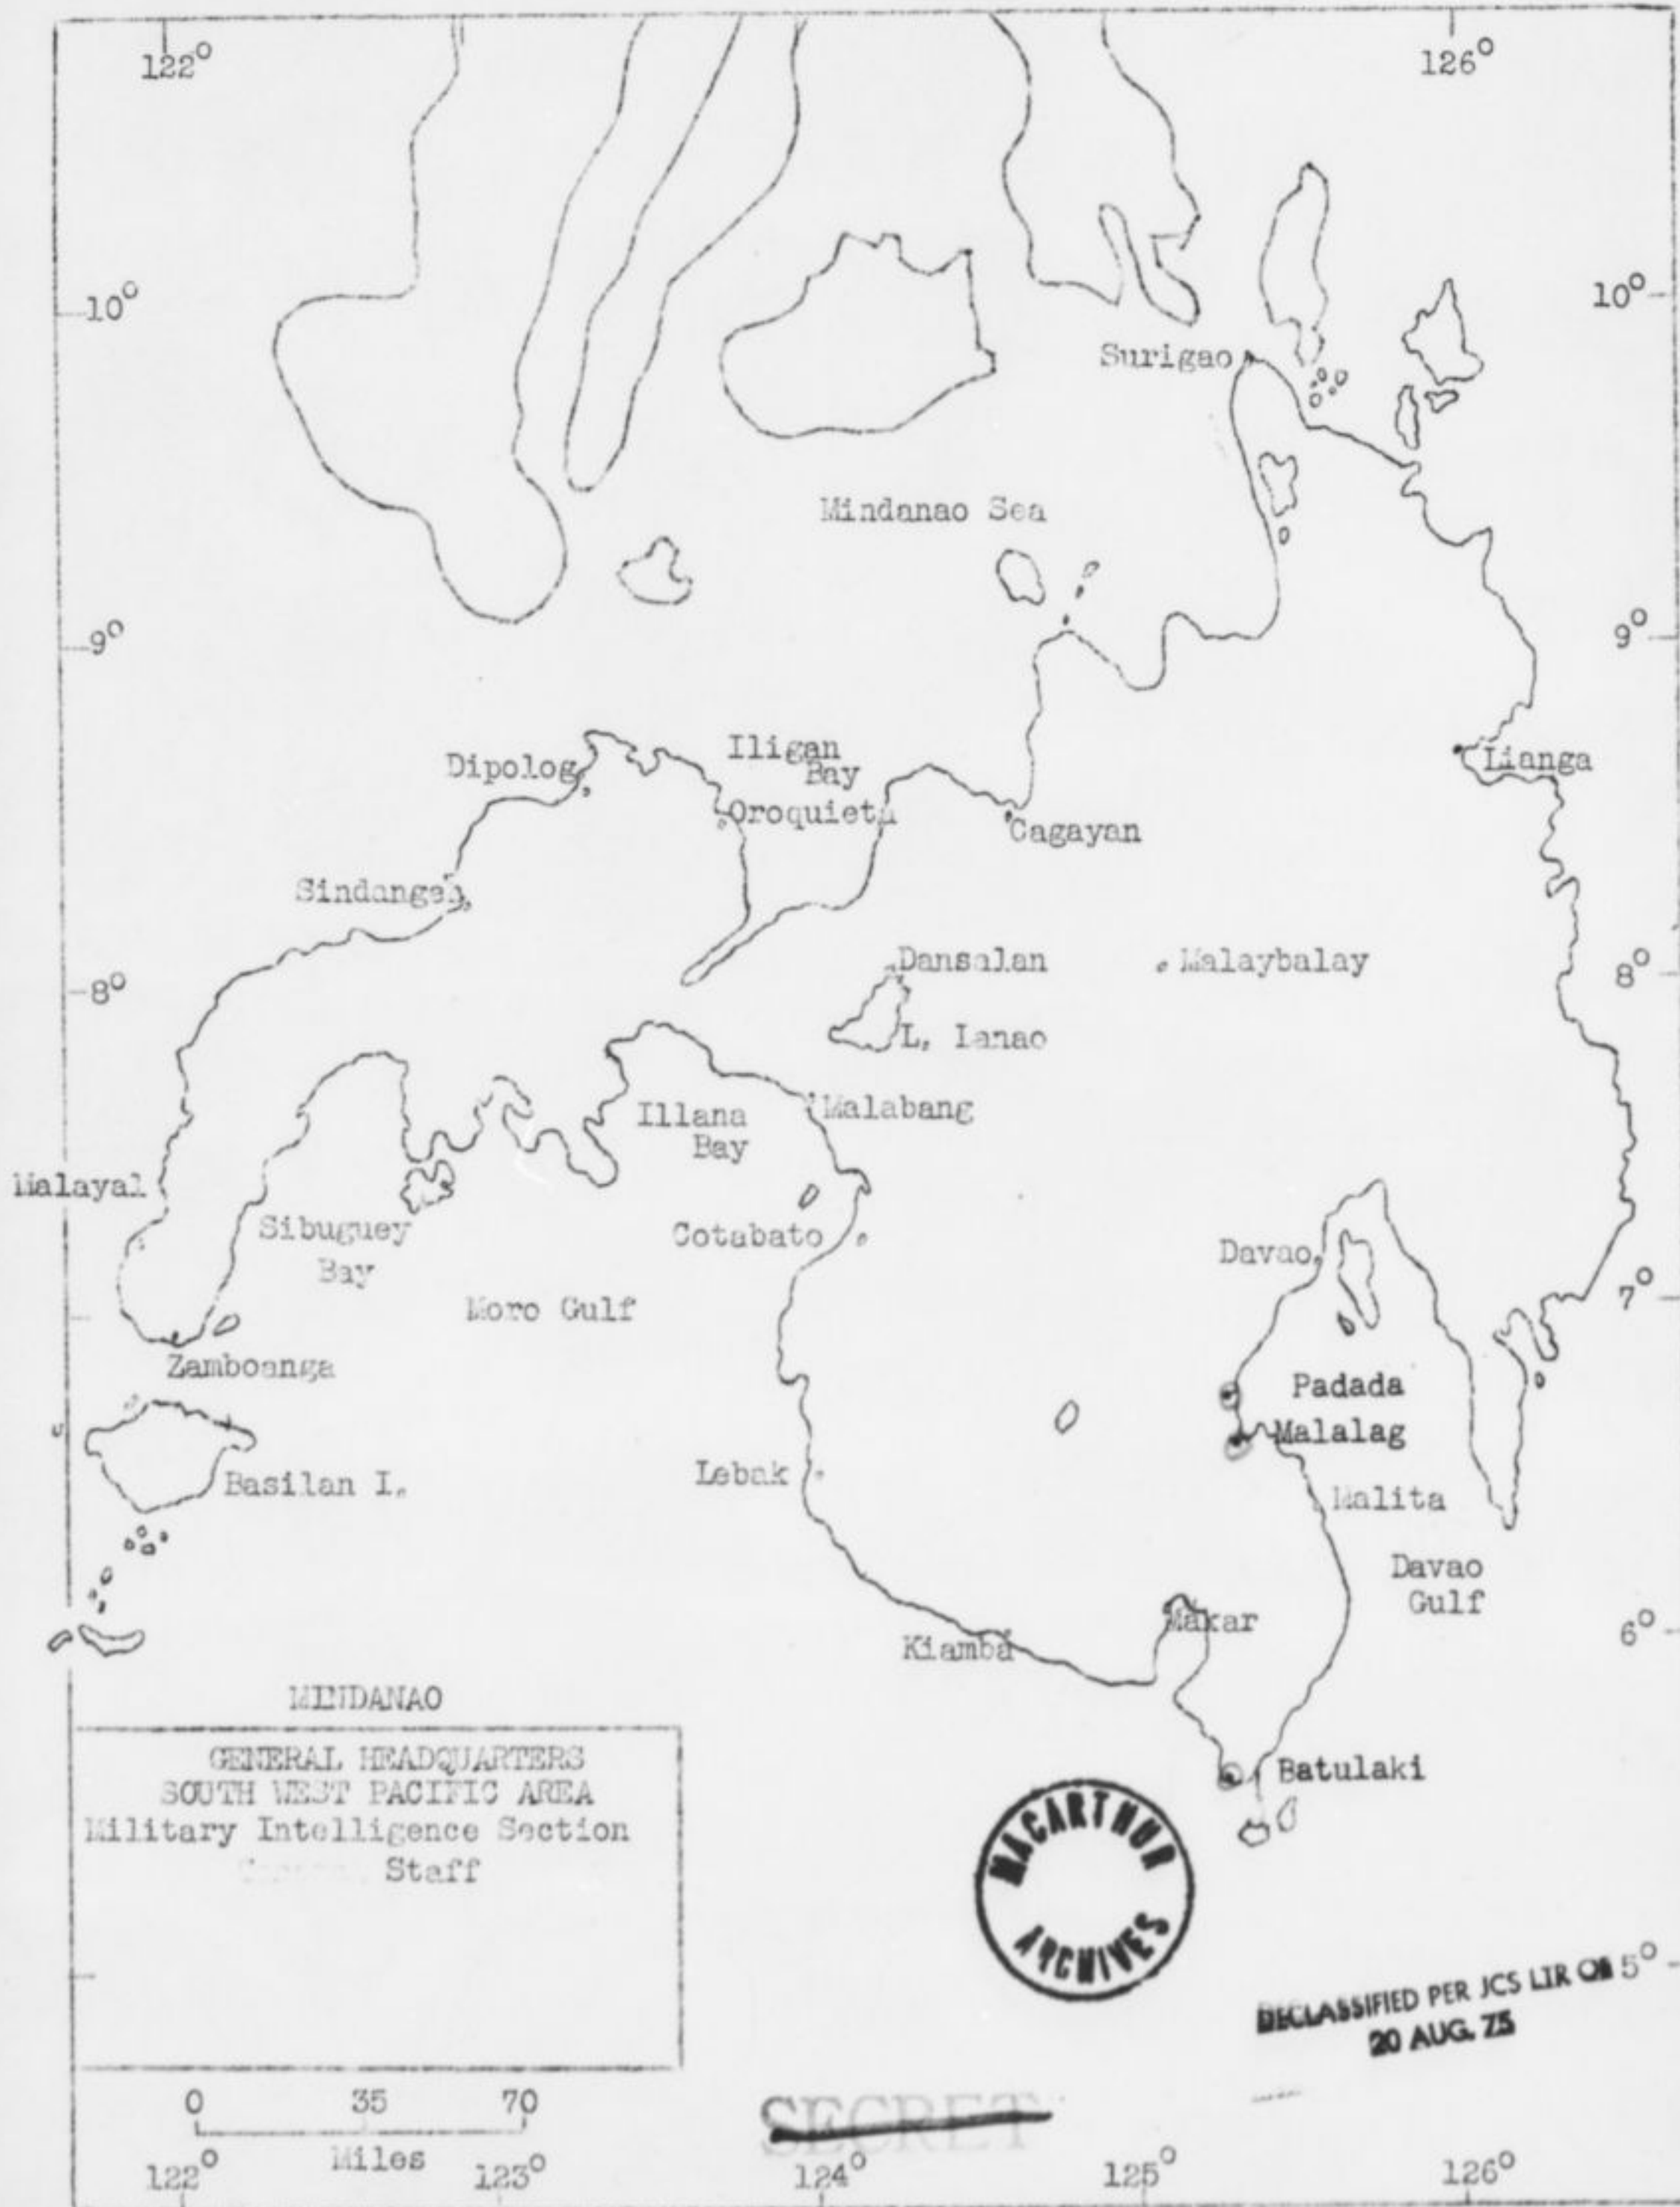 122°
126°
10°
10°
Surigao
Mindanao Sea
9°
9°
Iligan
Bay
Dipolog
Lianga
Oroquieta
Cagayan
Sindangan
Dansalan
Malaybalay
8°
8°
L. Lanao
Illana
Bay
Malabang
Malayal
Sibuguey
Bay
Cotabato
Davao
7°
Moro Gulf
Zamboanga
Padada
Malalag
Basilan I.
Lebak
Malita
Davao
Gulf
Makar
6°
Kiamba
MINDANAO
GENERAL HEADQUARTERS
SOUTH WEST PACIFIC AREA
Military Intelligence Section
Staff
Batulaki
MACARTHUR
ARCHIVES
5°
DECLASSIFIED PER JCS LTR OF
20 AUG. 75
0 35 70
Miles
SECRET
122° 123° 124° 125° 126°